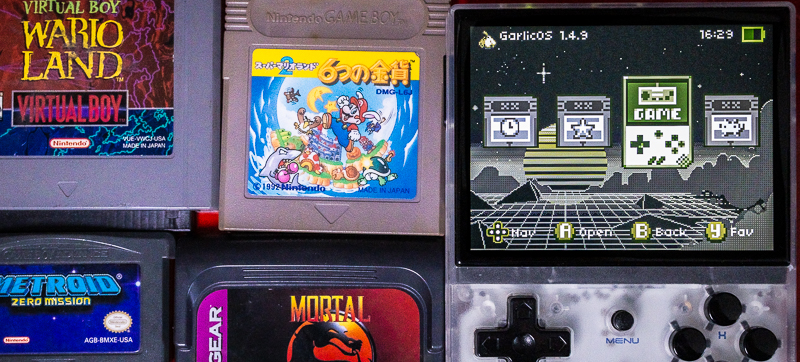 VIRTUAL BOY
WARIO
LAND
VIRTUAL BOY
Nintendo
VUE-VWCJ-USA
MADE IN JAPAN
Nintendo GAME BOY
スーパーマリオランド
2
6つの金貨
DMG-L6J
© 1992 Nintendo
MADE IN JAPAN
GarlicOS 1.4.9
16:29
GAME
Nav
A Open
B Back
Y Fav
METROID
ZERO MISSION
Nintendo
AGB-BMXE-USA
GEAR
MORTAL
MENU
X